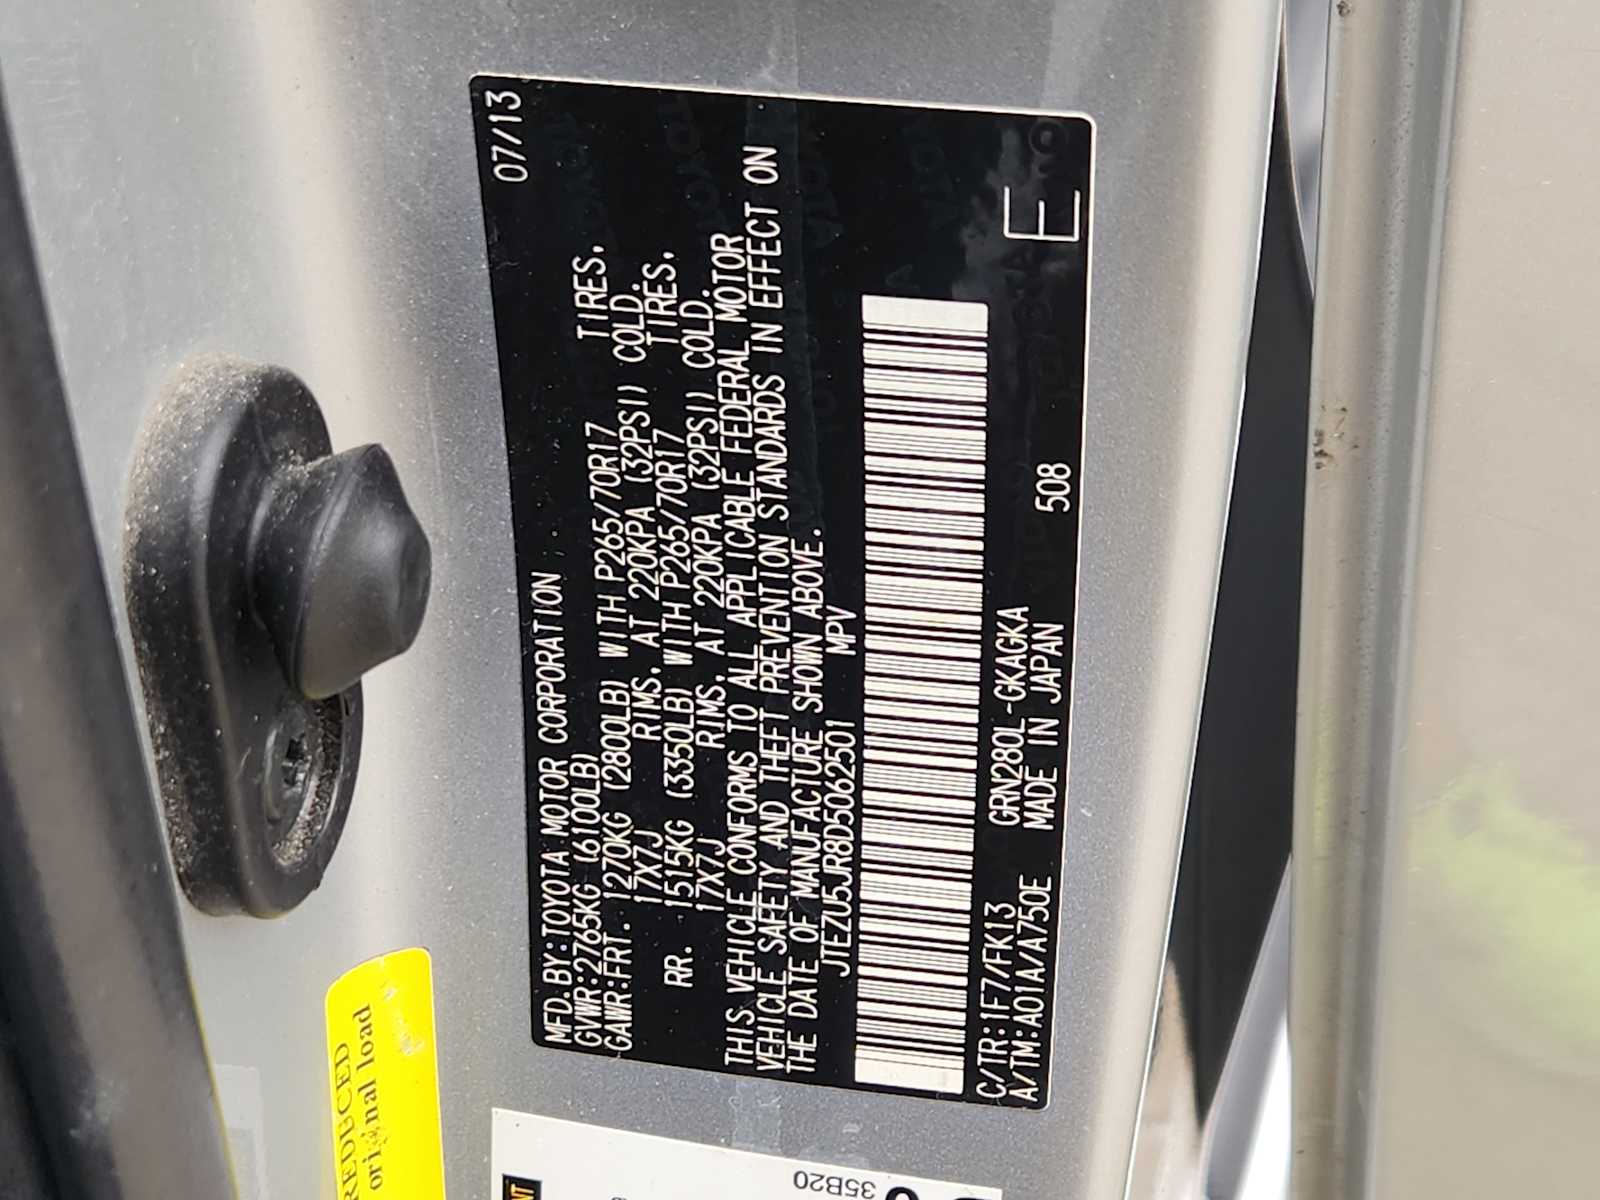 MFD.BY:TOYOTA MOTOR CORPORATION 07/13
GVWR:2765KG (6100LB)
GAWR:FRT. 1270KG (2800LB) WITH P265/70R17 TIRES,
17X7J RIMS, AT 220KPA (32PSI) COLD.
RR. 1515KG (3350LB) WITH P265/70R17 TIRES,
17X7J RIMS, AT 220KPA (32PSI) COLD.
THIS VEHICLE CONFORMS TO ALL APPLICABLE FEDERAL MOTOR
VEHICLE SAFETY AND THEFT PREVENTION STANDARDS IN EFFECT ON
THE DATE OF MANUFACTURE SHOWN ABOVE.
JTEZU5JR8D5062501 MPV
C/TR:1F7/FK13 GRN280L-GKAGKA 508 E
A/TM:A01A/A750E MADE IN JAPAN
REDUCED
original load
35B20